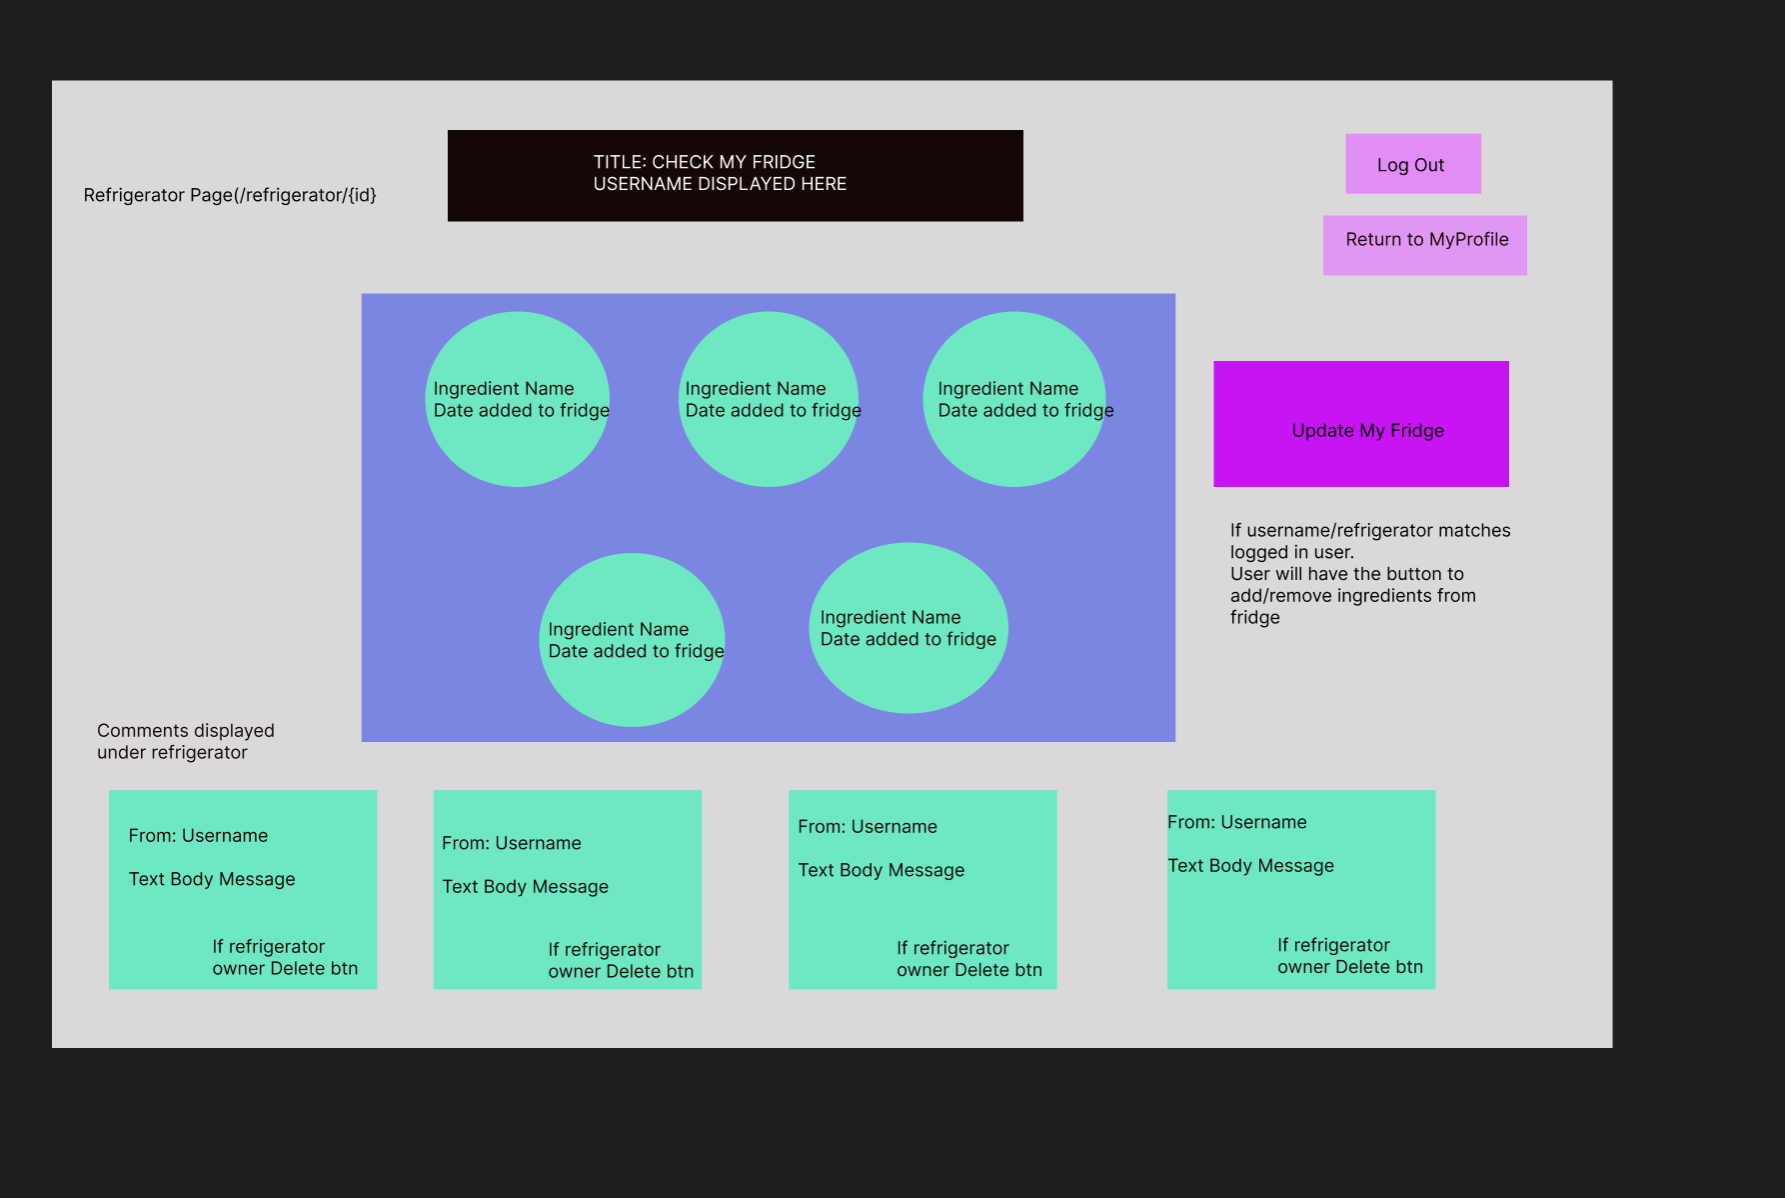 TITLE: CHECK MY FRIDGE
USERNAME DISPLAYED HERE
Refrigerator Page(/refrigerator/{id}
Log Out
Return to MyProfile
Ingredient Name
Date added to fridge
Ingredient Name
Date added to fridge
Ingredient Name
Date added to fridge
Update My Fridge
If username/refrigerator matches
logged in user.
User will have the button to
add/remove ingredients from
fridge
Ingredient Name
Date added to fridge
Ingredient Name
Date added to fridge
Comments displayed
under refrigerator
From: Username
Text Body Message
If refrigerator
owner Delete btn
From: Username
Text Body Message
If refrigerator
owner Delete btn
From: Username
Text Body Message
If refrigerator
owner Delete btn
From: Username
Text Body Message
If refrigerator
owner Delete btn